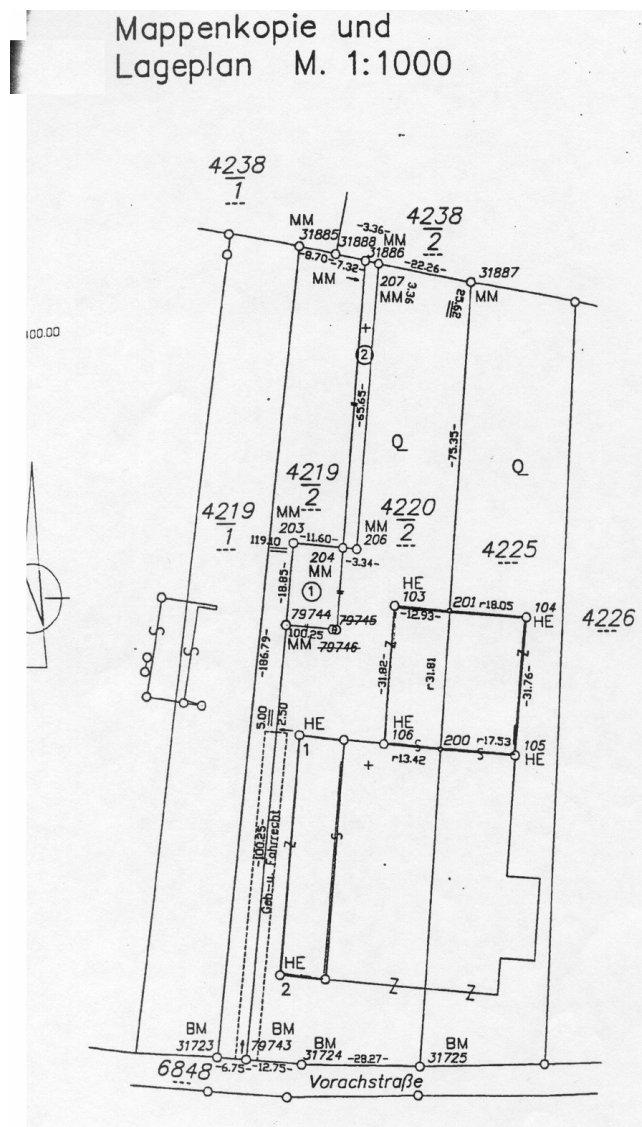 Mappenkopie und
Lageplan M. 1:1000
4238
1
MM
31885
31888
-3.36-
MM
31886
4238
2
-8.70-
-7.32-
-22.26-
31887
MM
207
MM
3.36
23.62
MM
100.00
+
2
-65.65-
-75.35-
Q
Q
4219
2
4219
1
MM
203
-11.60-
MM
206
4220
2
119.10
204
MM
-3.34-
4225
-18.85-
1
HE
103
-12.93-
201
r18.05
104
HE
4226
79744
79745
100.25
MM
79746
-186.79-
-31.82-
Z
r31.81
Z
-31.76-
S
S
N
5.00
2.50
HE
1
HE
106
S
200
r17.53
S
105
HE
r13.42
+
-100.25-
Geh-u. Fahrrecht
Z
S
HE
2
Z
Z
BM
31723
BM
79743
BM
31724
-28.27-
BM
31725
6848
-6.75-
-12.75-
Vorachstraße